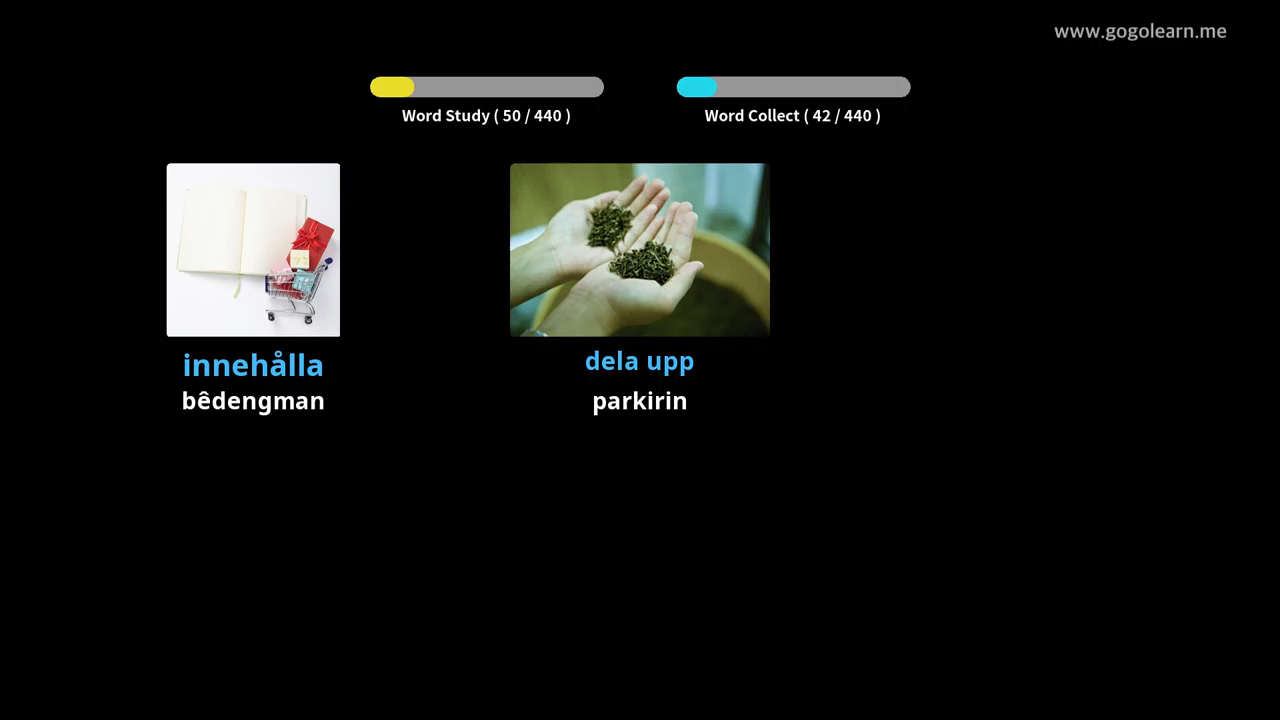 www.gogolearn.me
Word Study ( 50 / 440 )
Word Collect ( 42 / 440 )
innehålla
bêdengman
dela upp
parkirin